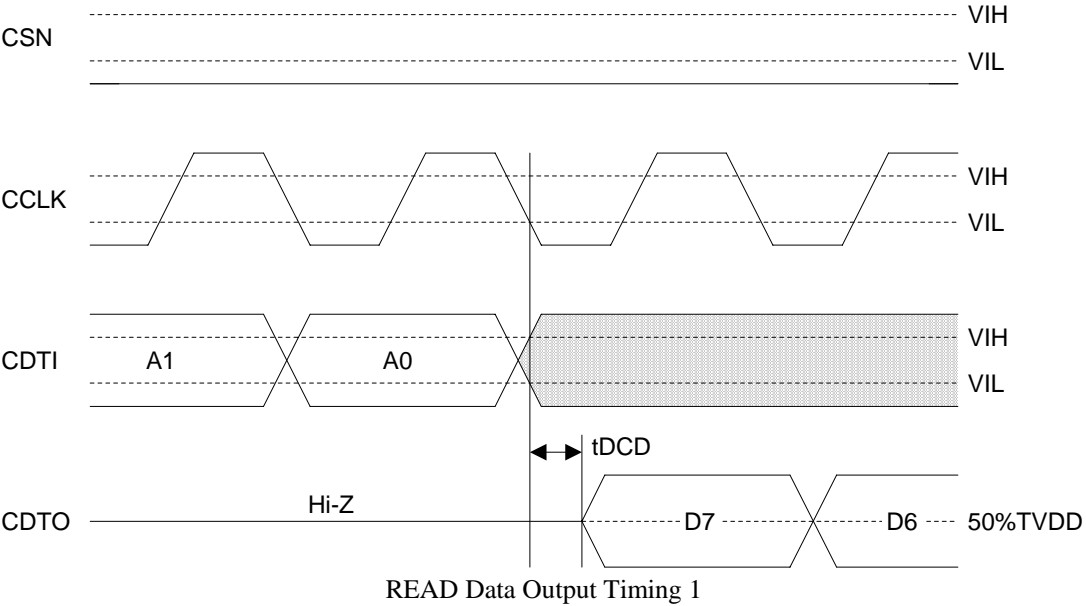 CSN
VIH
VIL
CCLK
VIH
VIL
CDTI
A1
A0
VIH
VIL
tDCD
CDTO
Hi-Z
D7
D6
50%TVDD
READ Data Output Timing 1